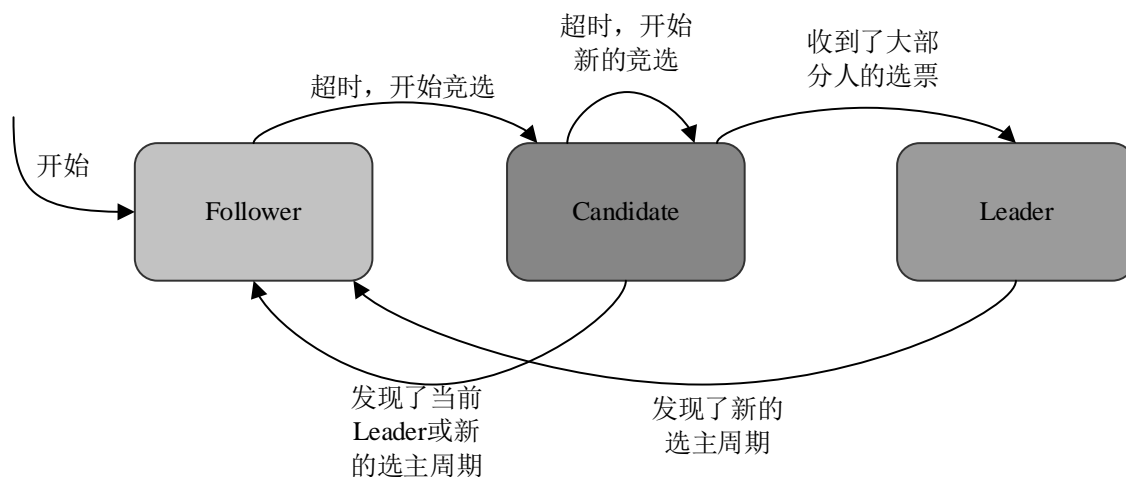 超时，开始
新的竞选
收到了大部
分人的选票
超时，开始竞选
开始
Follower
Candidate
Leader
发现了当前
Leader或新
的选主周期
发现了新的
选主周期